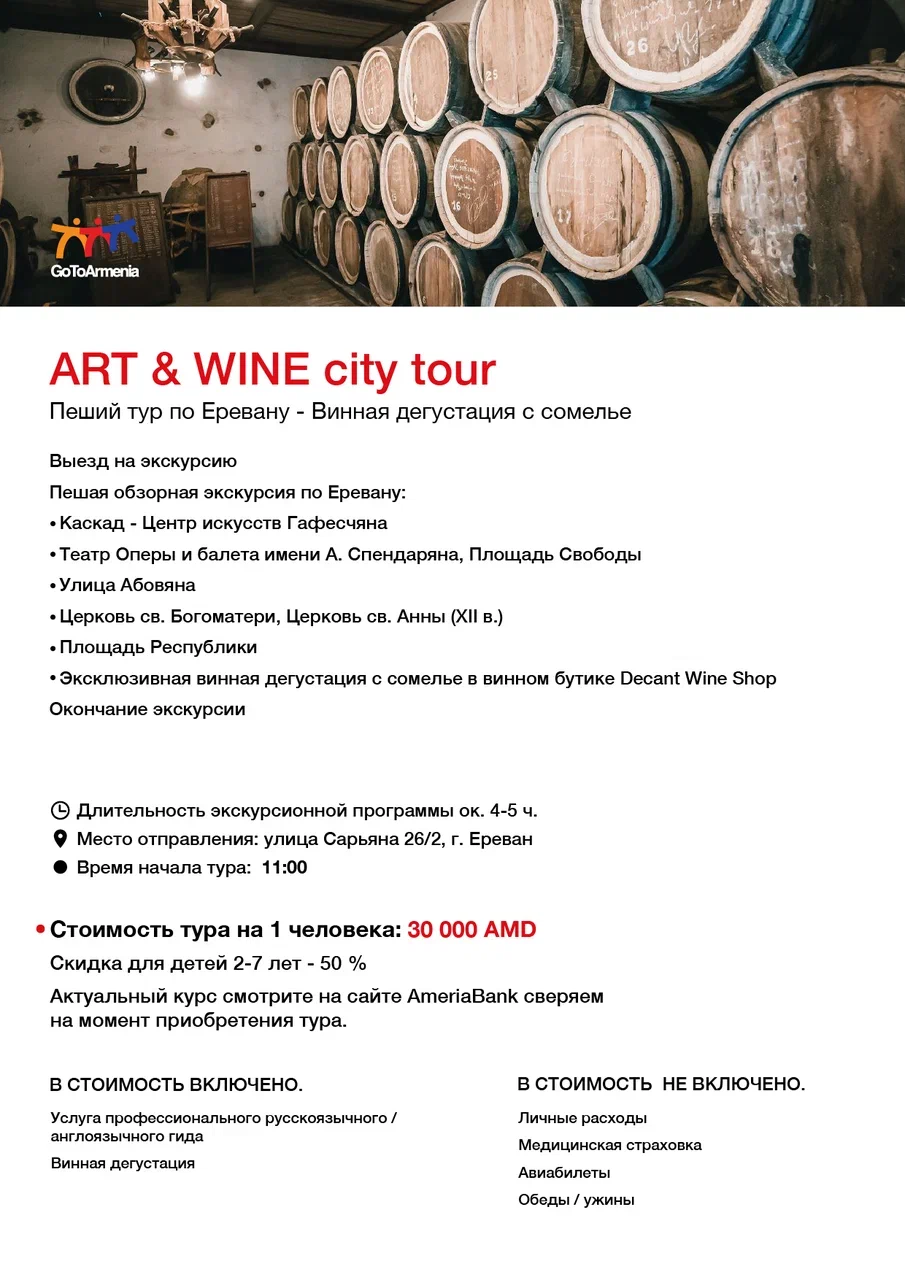 26
25
16
17
GoToArmenia
ART & WINE city tour
Пеший тур по Еревану - Винная дегустация с сомелье
Выезд на экскурсию
Пешая обзорная экскурсия по Еревану:
• Каскад - Центр искусств Гафесчяна
• Театр Оперы и балета имени А. Спендаряна, Площадь Свободы
• Улица Абовяна
• Церковь св. Богоматери, Церковь св. Анны (XII в.)
• Площадь Республики
• Эксклюзивная винная дегустация с сомелье в винном бутике Decant Wine Shop
Окончание экскурсии
Длительность экскурсионной программы ок. 4-5 ч.
Место отправления: улица Сарьяна 26/2, г. Ереван
Время начала тура: 11:00
• Стоимость тура на 1 человека: 30 000 AMD
Скидка для детей 2-7 лет - 50 %
Актуальный курс смотрите на сайте AmeriaBank сверяем
на момент приобретения тура.
В СТОИМОСТЬ ВКЛЮЧЕНО.
Услуга профессионального русскоязычного /
англоязычного гида
Винная дегустация
В СТОИМОСТЬ НЕ ВКЛЮЧЕНО.
Личные расходы
Медицинская страховка
Авиабилеты
Обеды / ужины